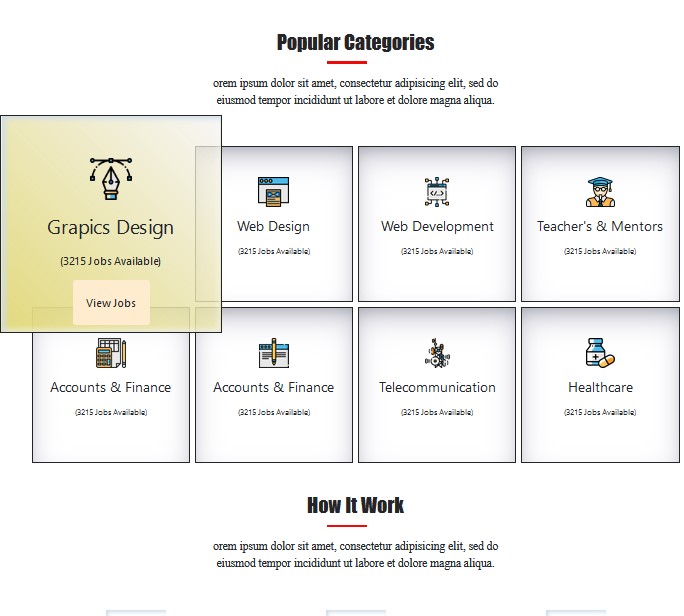 Popular Categories
orem ipsum dolor sit amet, consectetur adipisicing elit, sed do
eiusmod tempor incididunt ut labore et dolore magna aliqua.
Grapics Design
(3215 Jobs Available)
View Jobs
Web Design
(3215 Jobs Available)
Web Development
(3215 Jobs Available)
Teacher's & Mentors
(3215 Jobs Available)
Accounts & Finance
(3215 Jobs Available)
Accounts & Finance
(3215 Jobs Available)
Telecommunication
(3215 Jobs Available)
Healthcare
(3215 Jobs Available)
How It Work
orem ipsum dolor sit amet, consectetur adipisicing elit, sed do
eiusmod tempor incididunt ut labore et dolore magna aliqua.